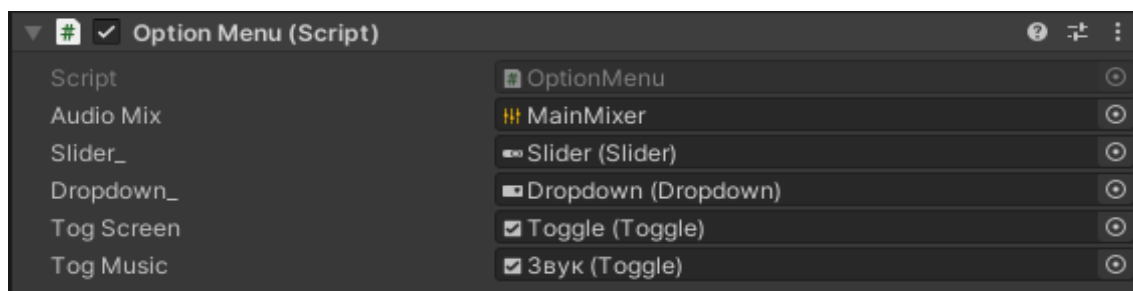 Option Menu (Script)
Script OptionMenu
Audio Mix MainMixer
Slider_ Slider (Slider)
Dropdown_ Dropdown (Dropdown)
Tog Screen Toggle (Toggle)
Tog Music Звук (Toggle)